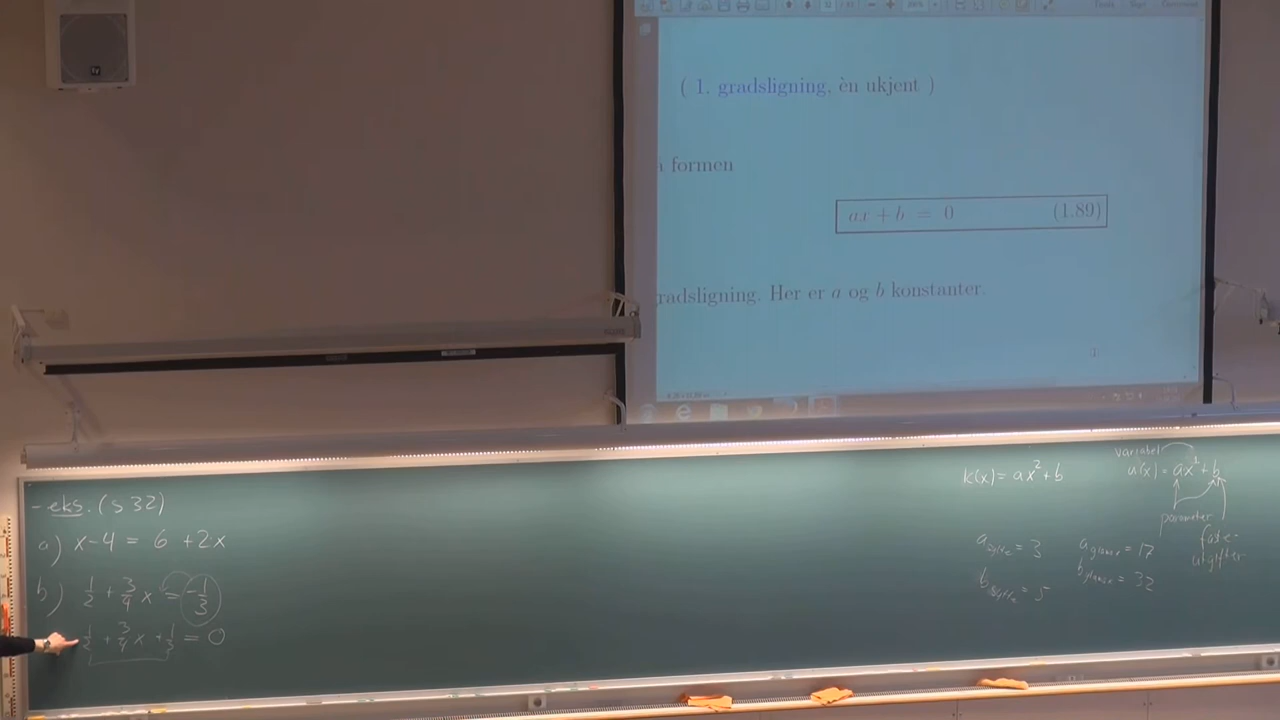 ( 1. gradsligning, èn ukjent )
å formen
ax + b = 0 (1.89)
radsligning. Her er a og b konstanter.
- eks. (s 32)
a) x-4 = 6 +2x
b) 1/2 + 3/4 x = -1/3
1/2 + 3/4 x + 1/3 = 0
k(x) = ax² + b
variabel
u(x) = ax¹ + b
parameter
faste-
utgifter
a = 3
b = 5
a = 17
b = 32